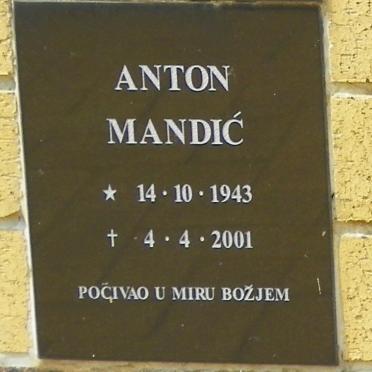 ANTON
MANDIĆ
★ 14·10·1943
† 4·4·2001
POČIVAO U MIRU BOŽJEM